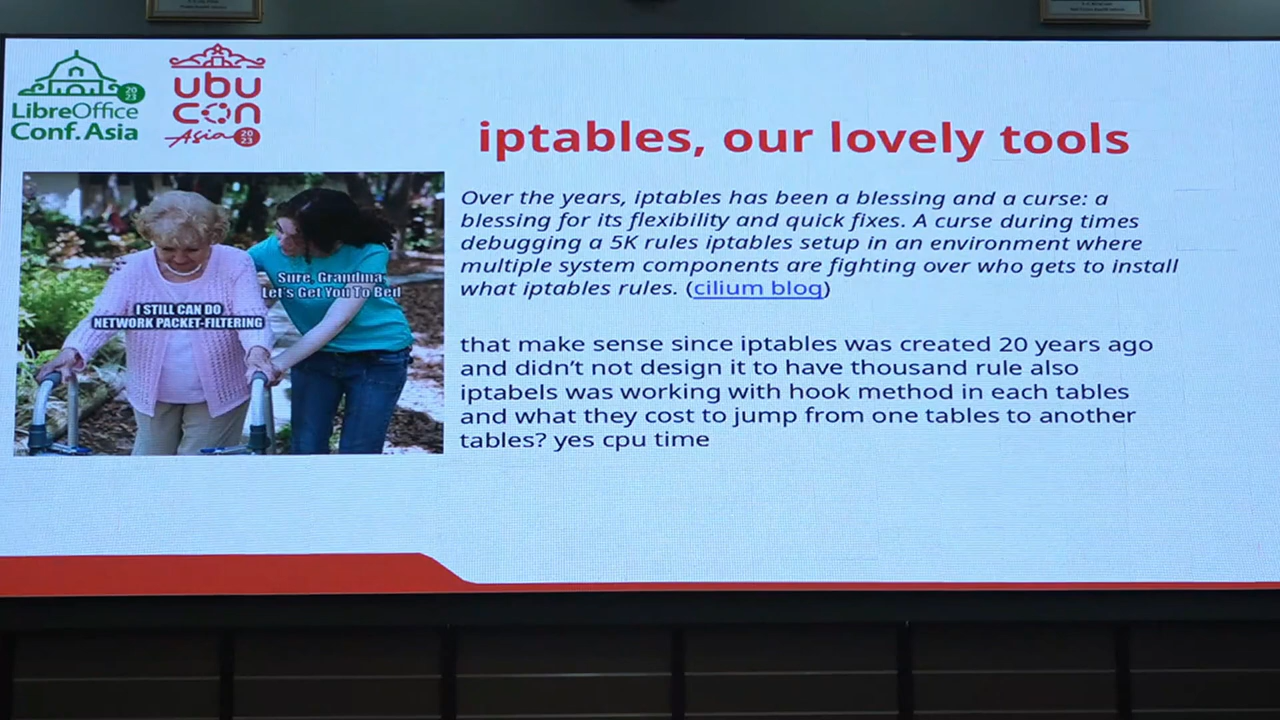 LibreOffice
Conf.Asia
2023
ubu
con
Asia
2023
iptables, our lovely tools
Over the years, iptables has been a blessing and a curse: a
blessing for its flexibility and quick fixes. A curse during times
debugging a 5K rules iptables setup in an environment where
multiple system components are fighting over who gets to install
what iptables rules. (cilium blog)
that make sense since iptables was created 20 years ago
and didn't not design it to have thousand rule also
iptabels was working with hook method in each tables
and what they cost to jump from one tables to another
tables? yes cpu time
Sure, Grandma
Let's Get You To Bed
I STILL CAN DO
NETWORK PACKET-FILTERING